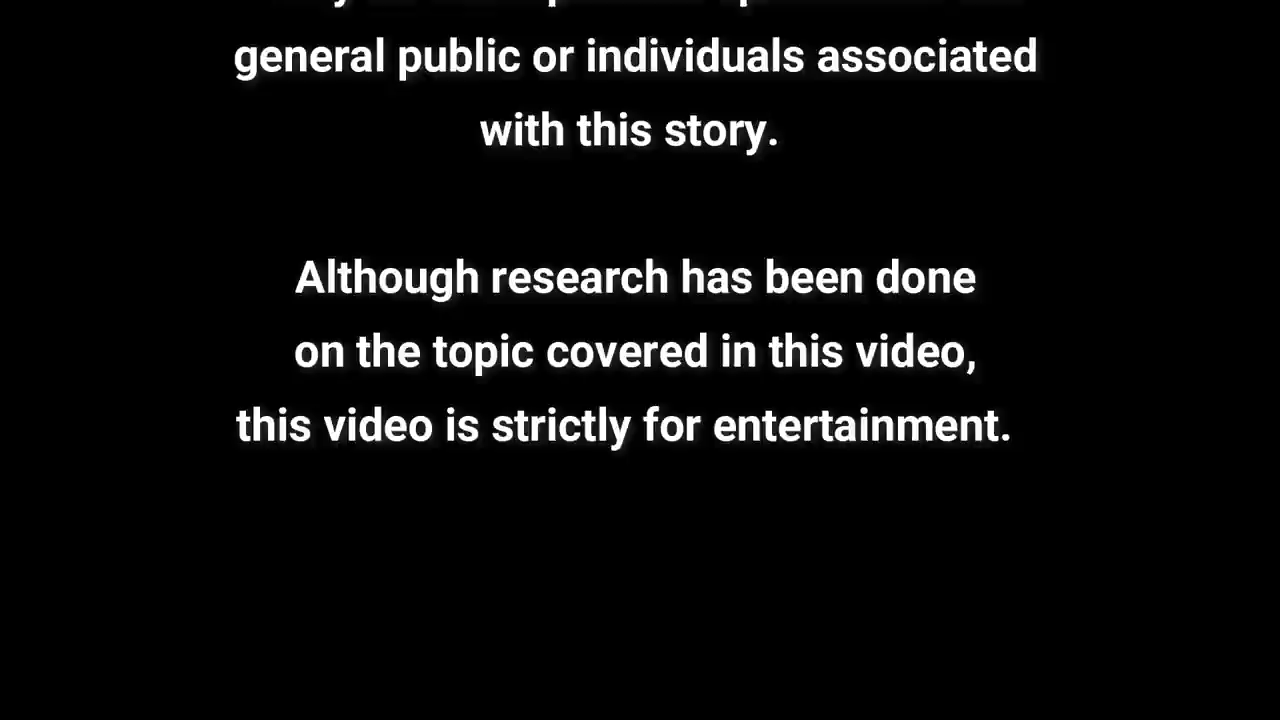 general public or individuals associated
with this story.
Although research has been done
on the topic covered in this video,
this video is strictly for entertainment.